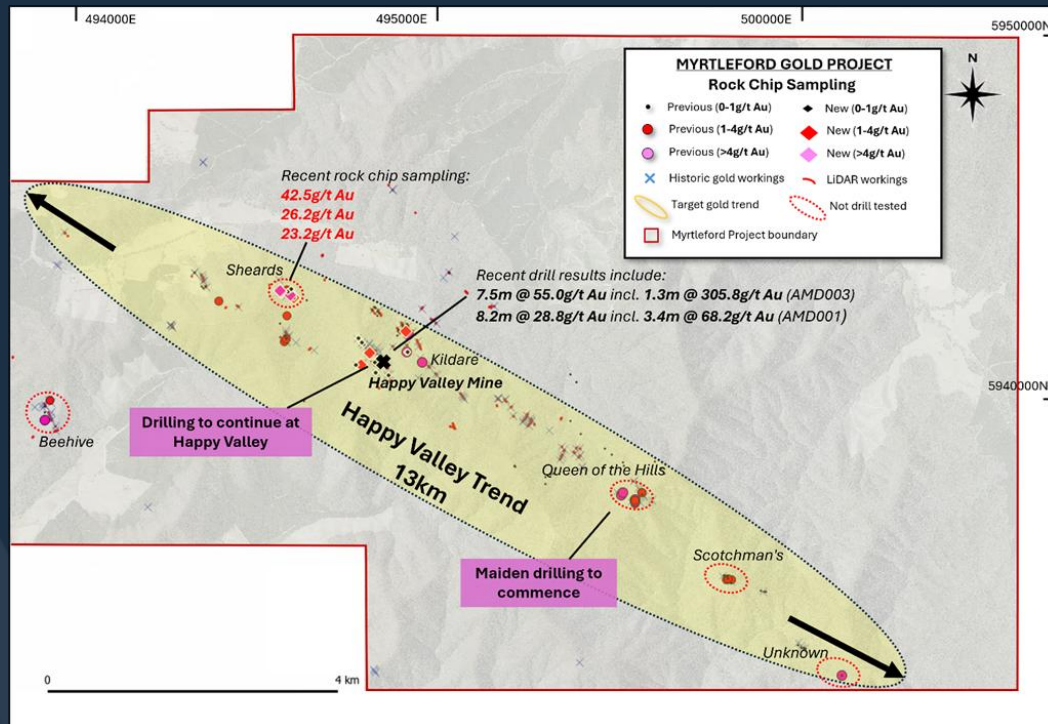 494000E
495000E
500000E
5950000N
5940000N
MYRTLEFORD GOLD PROJECT
Rock Chip Sampling
Previous (0-1g/t Au)
New (0-1g/t Au)
Previous (1-4g/t Au)
New (1-4g/t Au)
Previous (>4g/t Au)
New (>4g/t Au)
Historic gold workings
LiDAR workings
Target gold trend
Not drill tested
Myrtleford Project boundary
N
Recent rock chip sampling:
42.5g/t Au
26.2g/t Au
23.2g/t Au
Sheards
Recent drill results include:
7.5m @ 55.0g/t Au incl. 1.3m @ 305.8g/t Au (AMD003)
8.2m @ 28.8g/t Au incl. 3.4m @ 68.2g/t Au (AMD001)
Kildare
Happy Valley Mine
Drilling to continue at
Happy Valley
Beehive
Happy Valley Trend
13km
Queen of the Hills
Maiden drilling to
commence
Scotchman's
Unknown
0
4 km